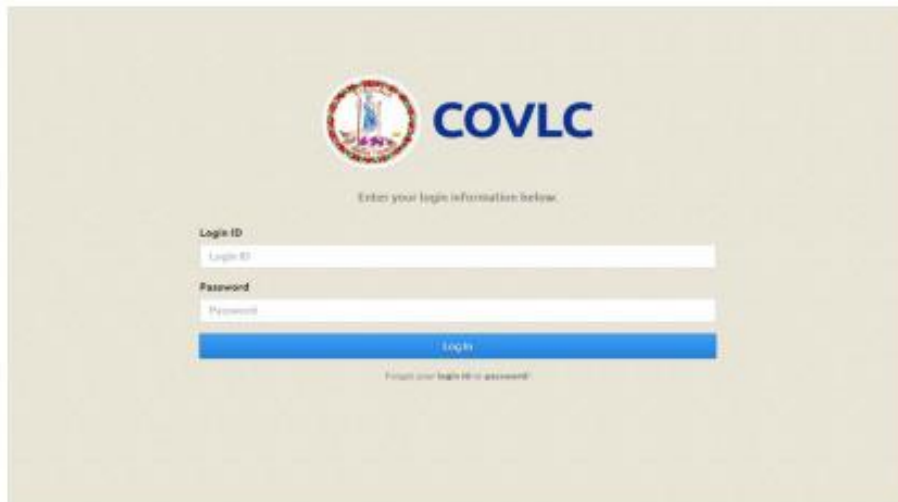 COVLC
Enter your login information below.
Login ID
Login ID
Password
Password
Log In
Forgot your login ID or password?